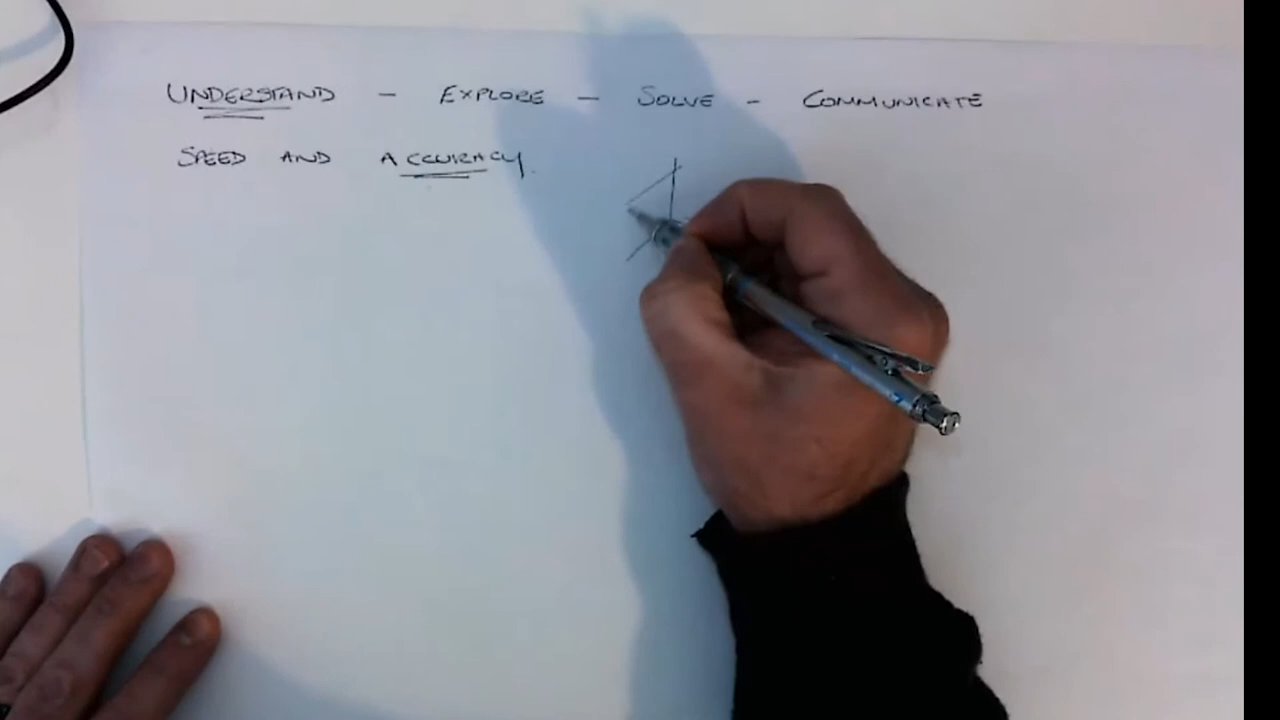 UNDERSTAND - EXPLORE - SOLVE - COMMUNICATE
SPEED AND ACCURACY.